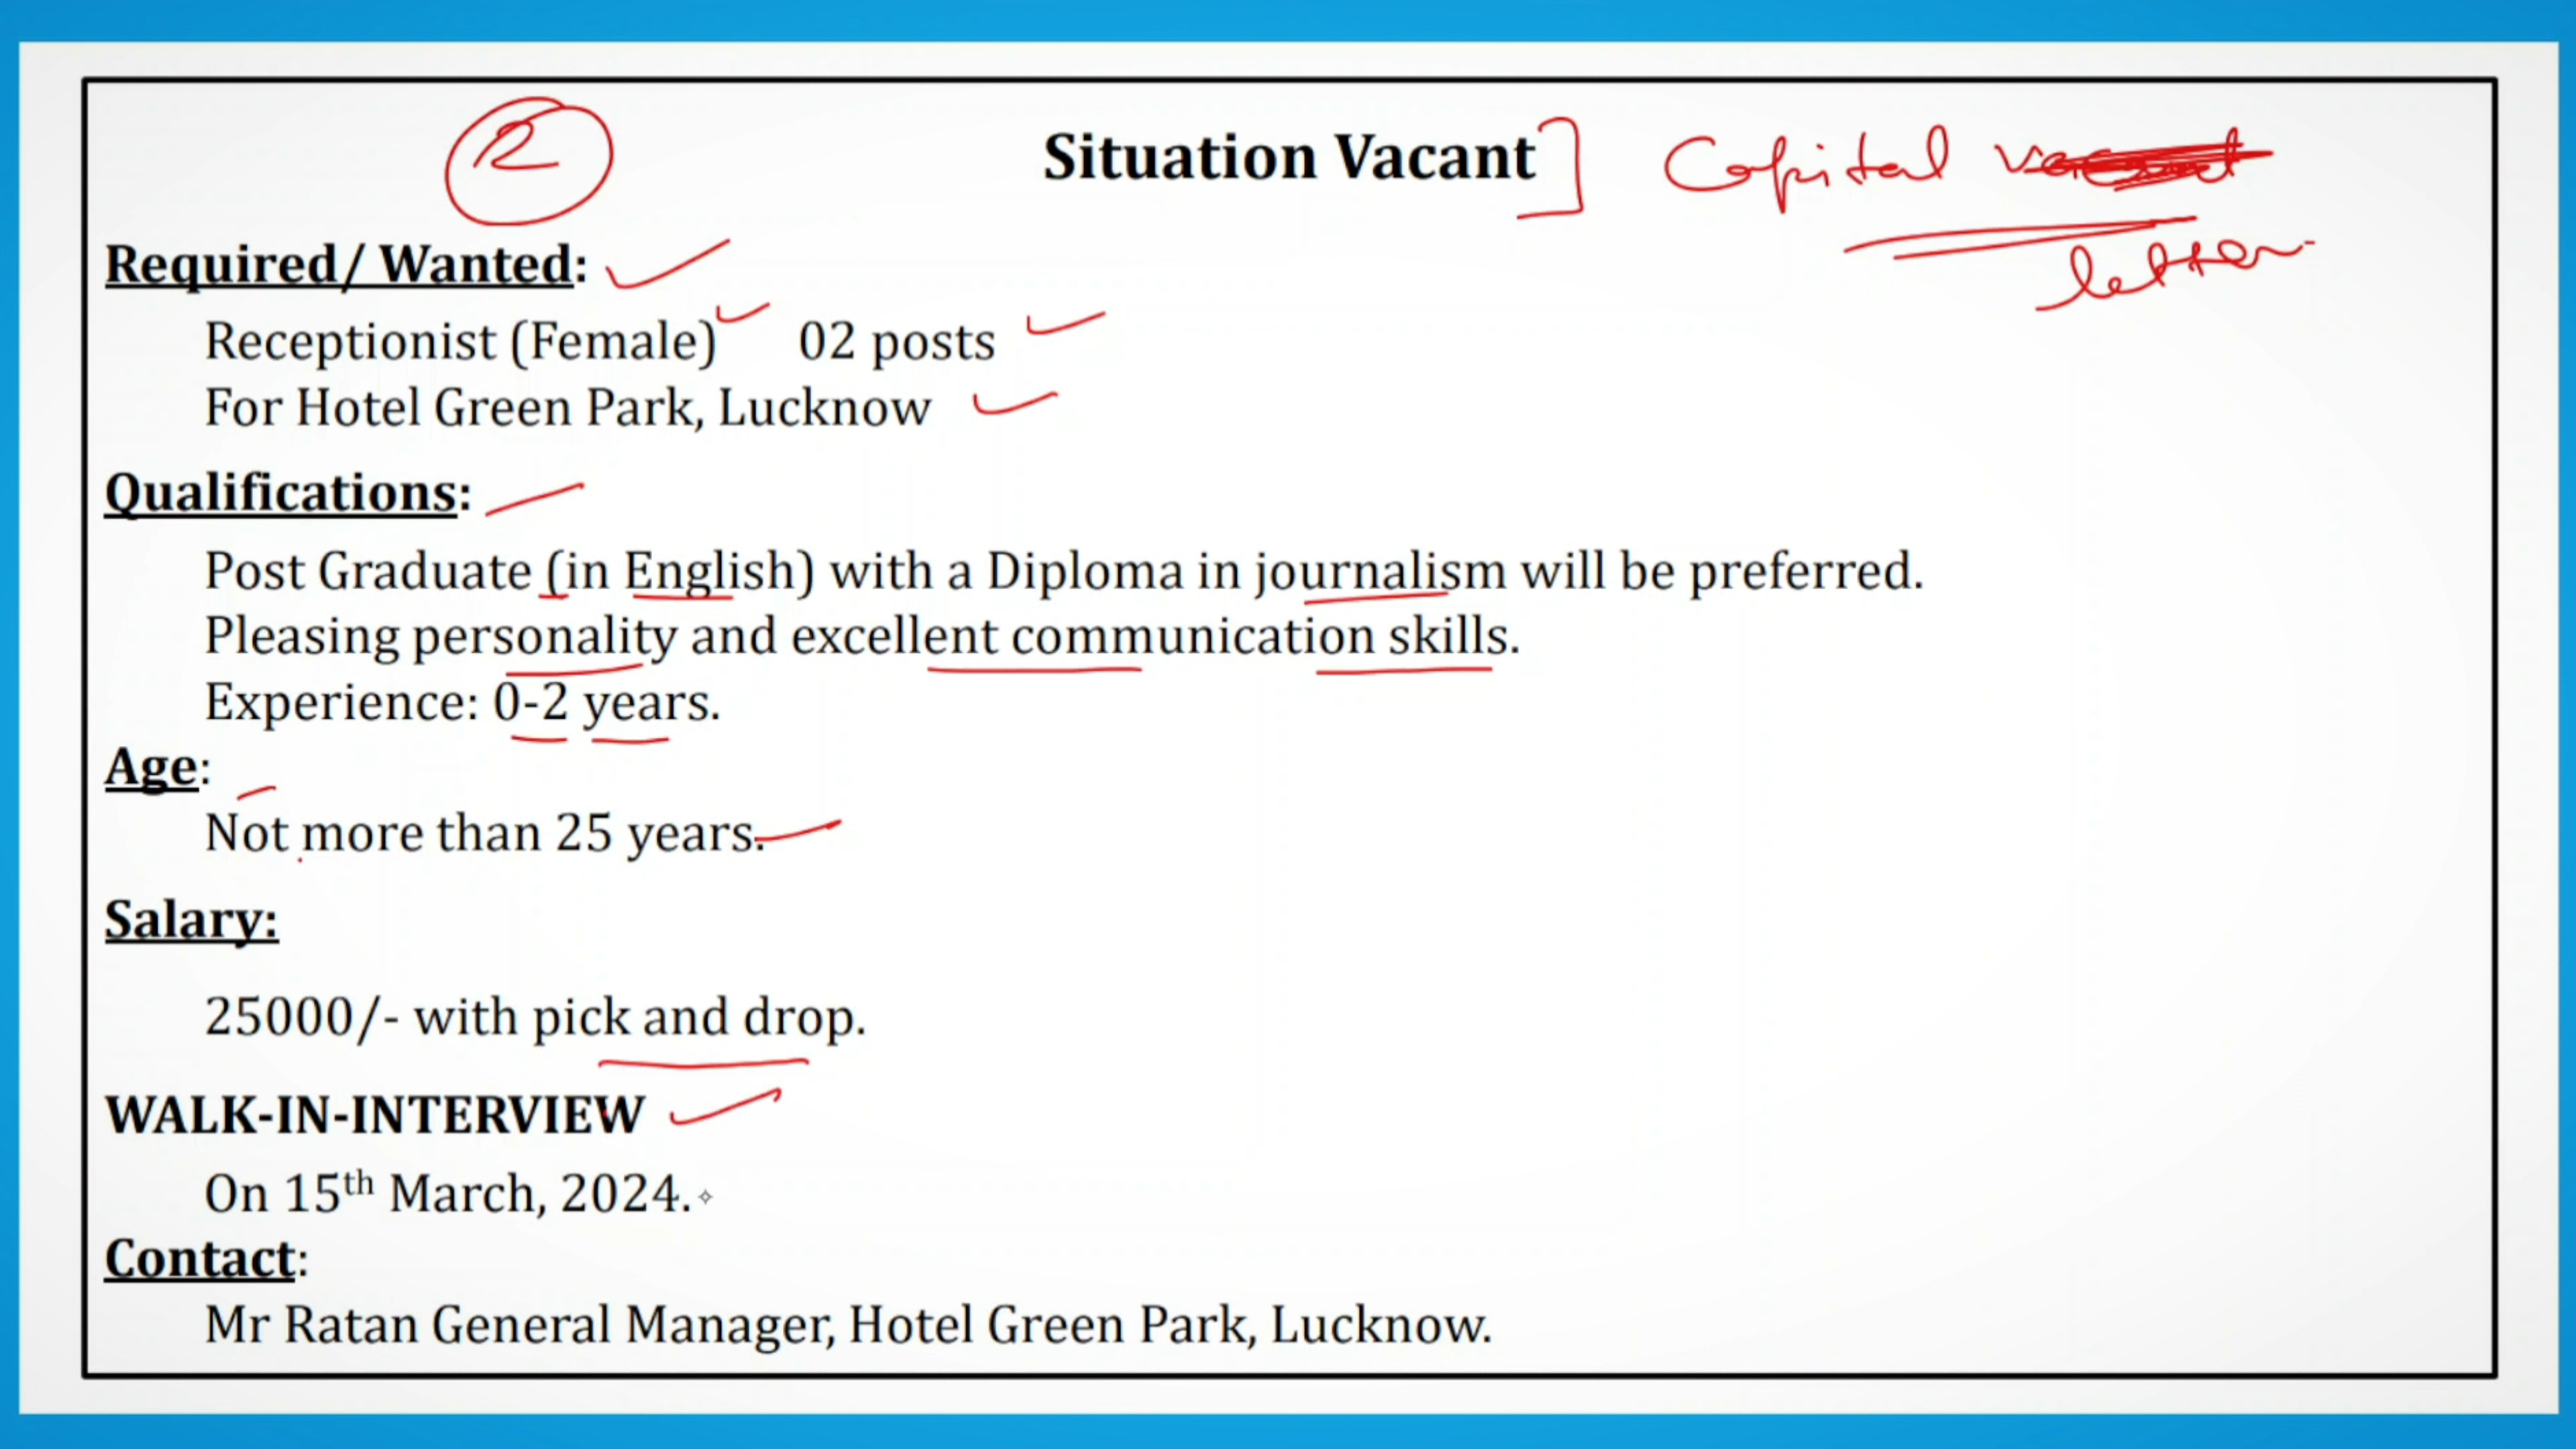 2
Situation Vacant ] Capital
letter
Required/ Wanted:
Receptionist (Female) 02 posts
For Hotel Green Park, Lucknow
Qualifications:
Post Graduate (in English) with a Diploma in journalism will be preferred.
Pleasing personality and excellent communication skills.
Experience: 0-2 years.
Age:
Not more than 25 years.
Salary:
25000/- with pick and drop.
WALK-IN-INTERVIEW
On 15th March, 2024.
Contact:
Mr Ratan General Manager, Hotel Green Park, Lucknow.